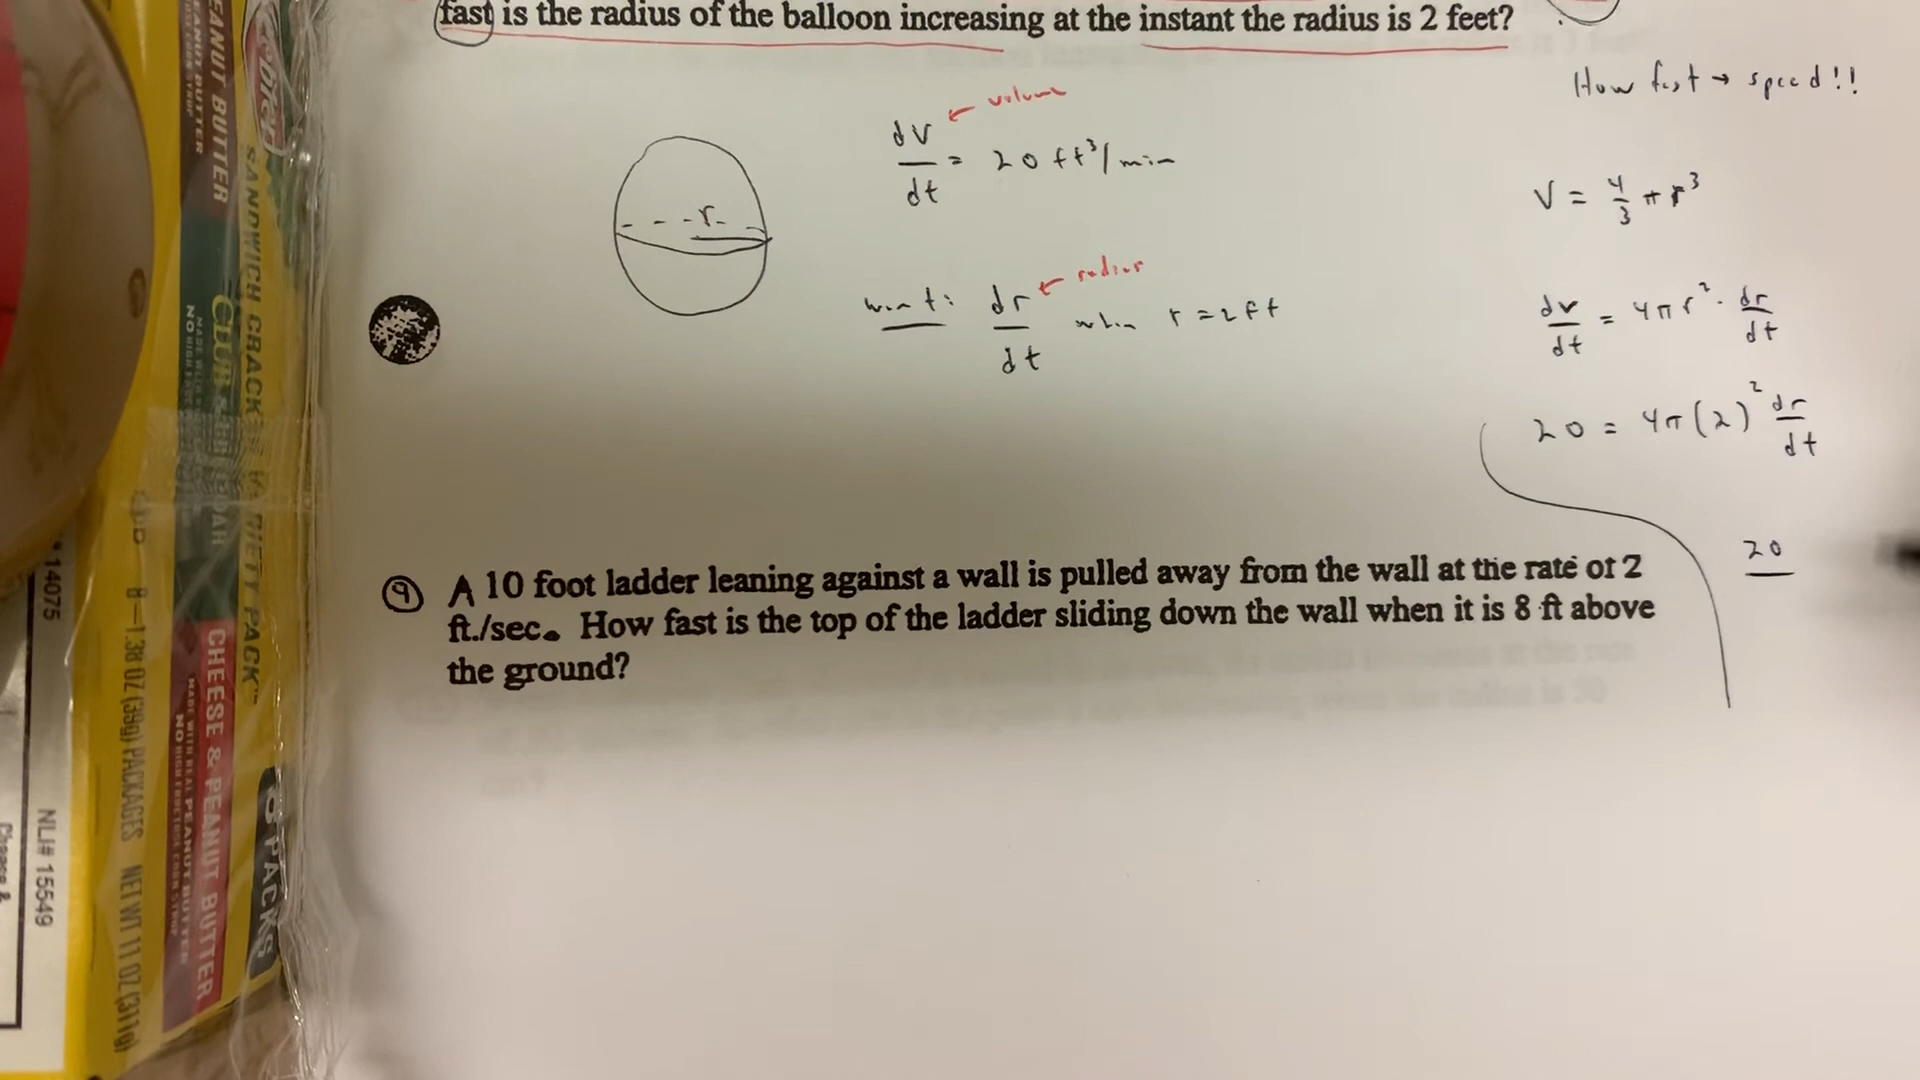 fast is the radius of the balloon increasing at the instant the radius is 2 feet?
How fast → speed!!
dV/dt = 20 ft³/min
← volume
V = 4/3 π r³
r
want: dr/dt when r = 2 ft
← radius
dv/dt = 4πr² · dr/dt
20 = 4π(2)² dr/dt
20
9 A 10 foot ladder leaning against a wall is pulled away from the wall at the rate of 2
ft./sec. How fast is the top of the ladder sliding down the wall when it is 8 ft above
the ground?
PEANUT BUTTER
SANDWICH CRACKERS VARIETY PACK
CHEESE & PEANUT BUTTER
8 PACKS
8-1.38 OZ (39g) PACKAGES NET WT 11 OZ (311g)
14075
NLI# 15549